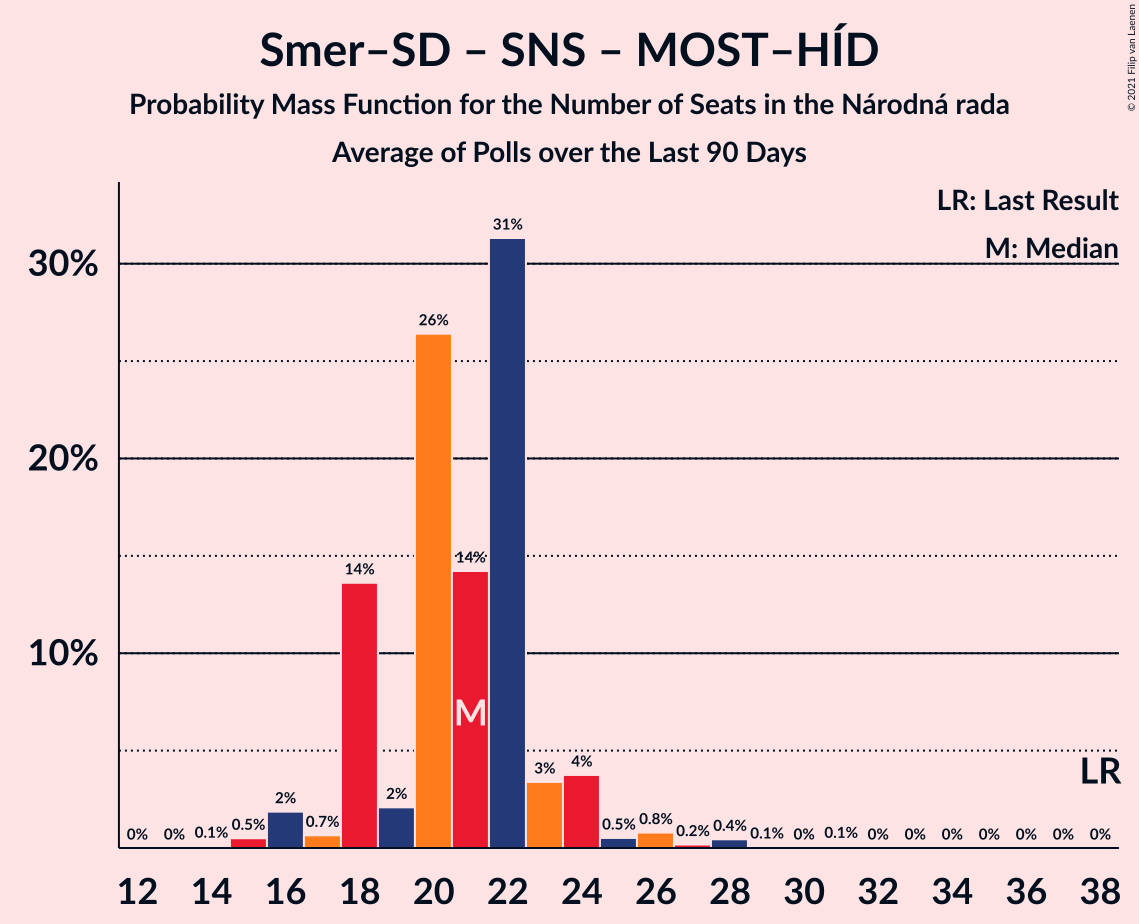 Smer–SD – SNS – MOST–HÍD
Probability Mass Function for the Number of Seats in the Národná rada
Average of Polls over the Last 90 Days
© 2021 Filip van Laenen
LR: Last Result
M: Median
30%
20%
10%
0% 0% 0.1% 0.5% 2% 0.7% 14% 2% 26% 14% 31% 3% 4% 0.5% 0.8% 0.2% 0.4% 0.1% 0% 0.1% 0% 0% 0% 0% 0% 0% 0%
M
LR
12 14 16 18 20 22 24 26 28 30 32 34 36 38